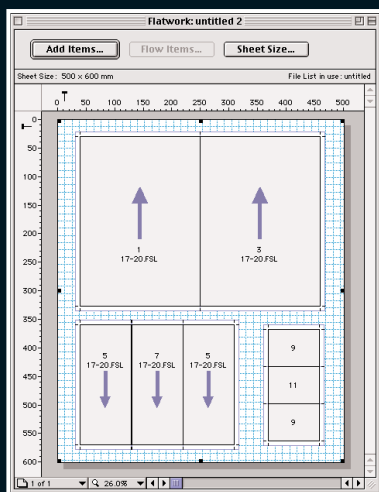 Flatwork: untitled 2
Add Items... Flow Items... Sheet Size...
Sheet Size: 500 x 600 mm File List in use: untitled
0 50 100 150 200 250 300 350 400 450 500
0
50
100
150
200
250
300
350
400
450
500
550
600
1 3
17-20.FSL 17-20.FSL
5 7 5
17-20.FSL 17-20.FSL 17-20.FSL
9
11
9
1 of 1 26.0%